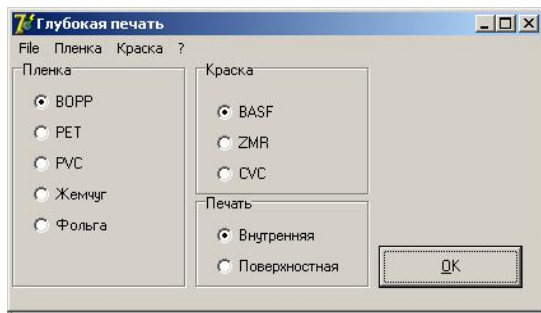 Глубокая печать
File Пленка Краска ?
Пленка
BOPP
PET
PVC
Жемчуг
Фольга
Краска
BASF
ZMR
CVC
Печать
Внутренняя
Поверхностная
OK